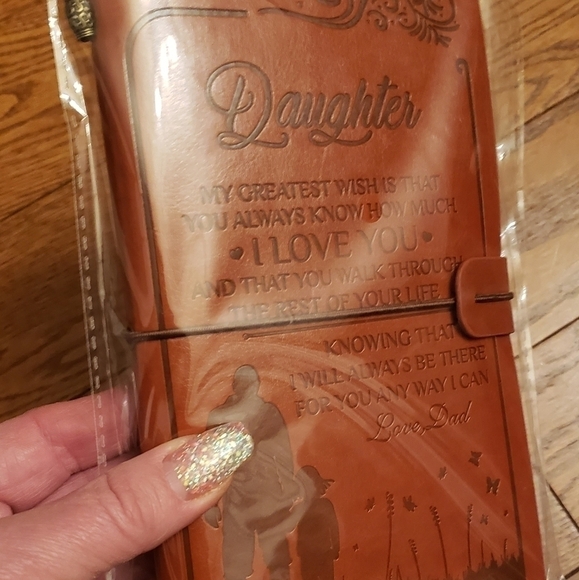 Daughter
MY GREATEST WISH IS THAT
YOU ALWAYS KNOW HOW MUCH
I LOVE YOU
AND THAT YOU WALK THROUGH
THE REST OF YOUR LIFE
KNOWING THAT
I WILL ALWAYS BE THERE
FOR YOU ANY WAY I CAN
Love, Dad